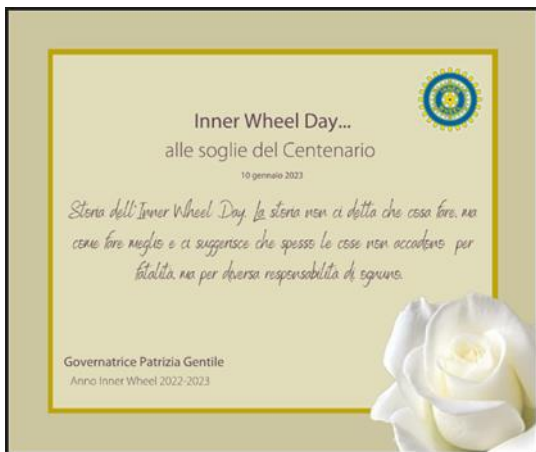 Inner Wheel Day...
alle soglie del Centenario
10 gennaio 2023
Storia dell'Inner Wheel Day. La storia non ci detta che cosa fare, ma
come fare meglio e ci suggerisce che spesso le cose non accadono per
fatalità, ma per diversa responsabilità di ognuno.
Governatrice Patrizia Gentile
Anno Inner Wheel 2022-2023